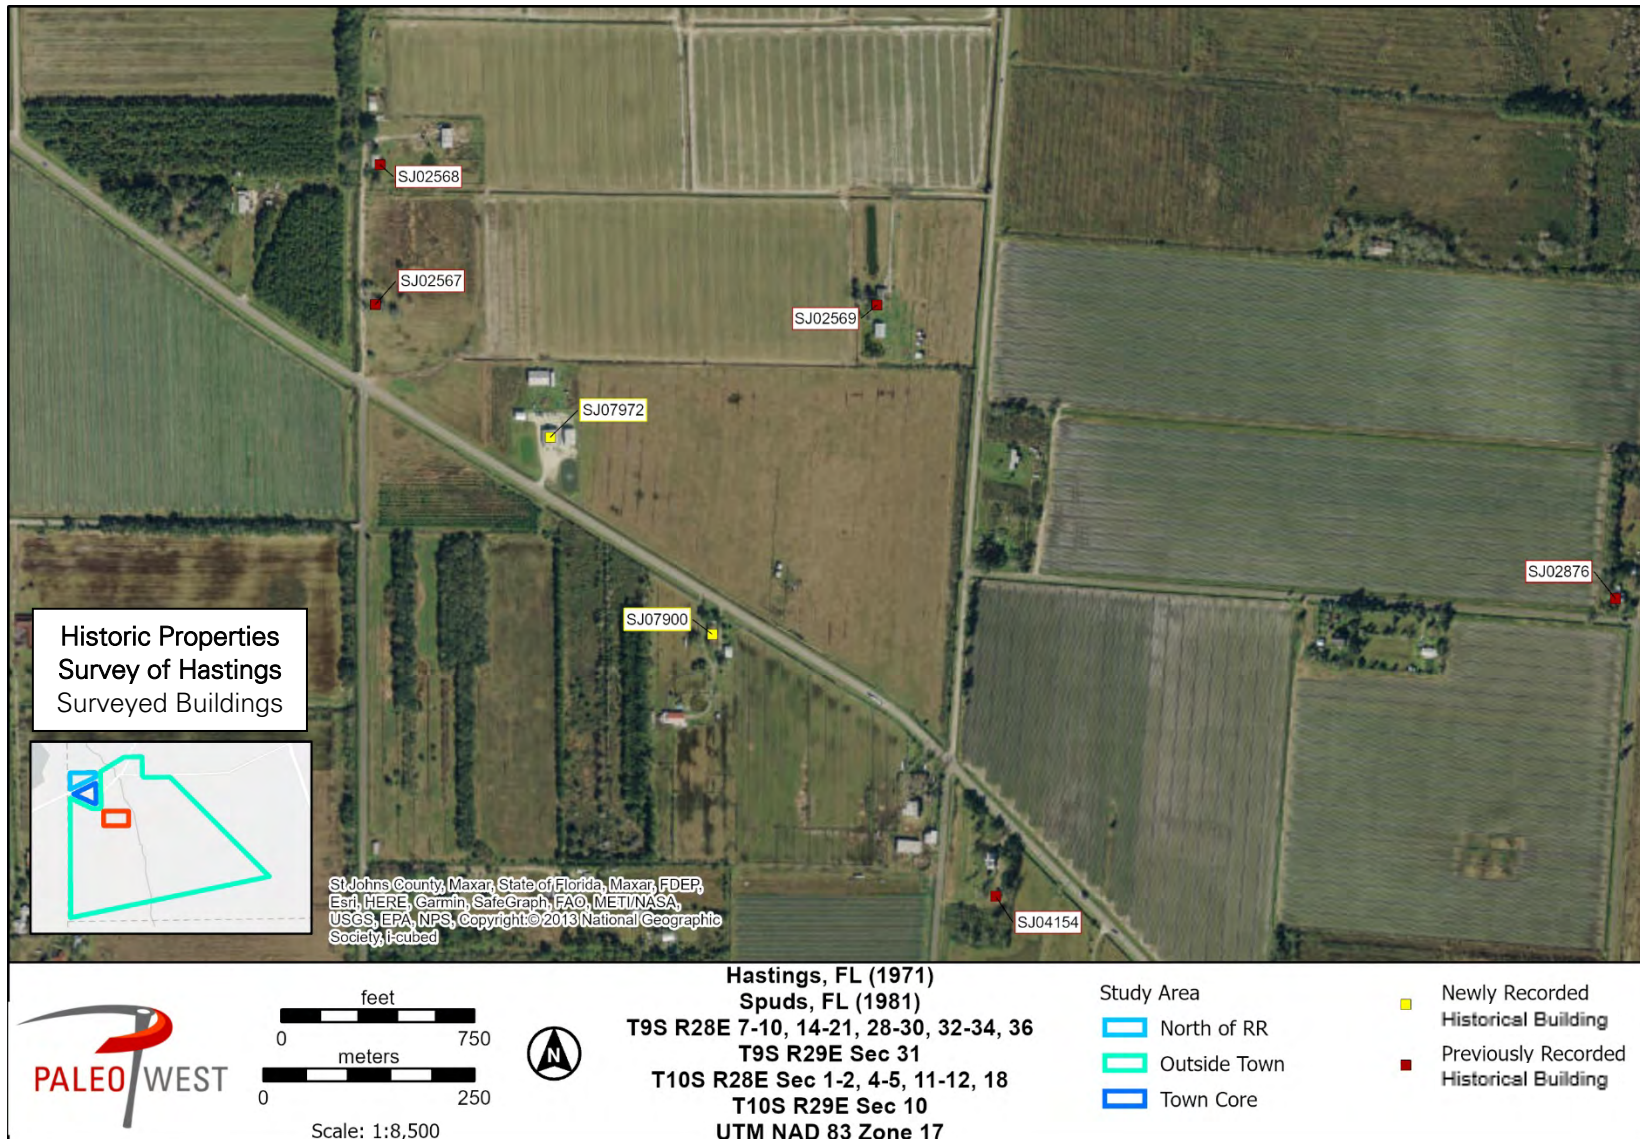 SJ02568
SJ02567
SJ02569
SJ07972
SJ02876
SJ07900
SJ04154
Historic Properties
Survey of Hastings
Surveyed Buildings
St Johns County, Maxar, State of Florida, Maxar, FDEP,
Esri, HERE, Garmin, SafeGraph, FAO, METI/NASA,
USGS, EPA, NPS, Copyright:© 2013 National Geographic
Society, i-cubed
PALEO WEST
feet
0 750
meters
0 250
Scale: 1:8,500
N
Hastings, FL (1971)
Spuds, FL (1981)
T9S R28E 7-10, 14-21, 28-30, 32-34, 36
T9S R29E Sec 31
T10S R28E Sec 1-2, 4-5, 11-12, 18
T10S R29E Sec 10
UTM NAD 83 Zone 17
Study Area
North of RR
Outside Town
Town Core
Newly Recorded
Historical Building
Previously Recorded
Historical Building